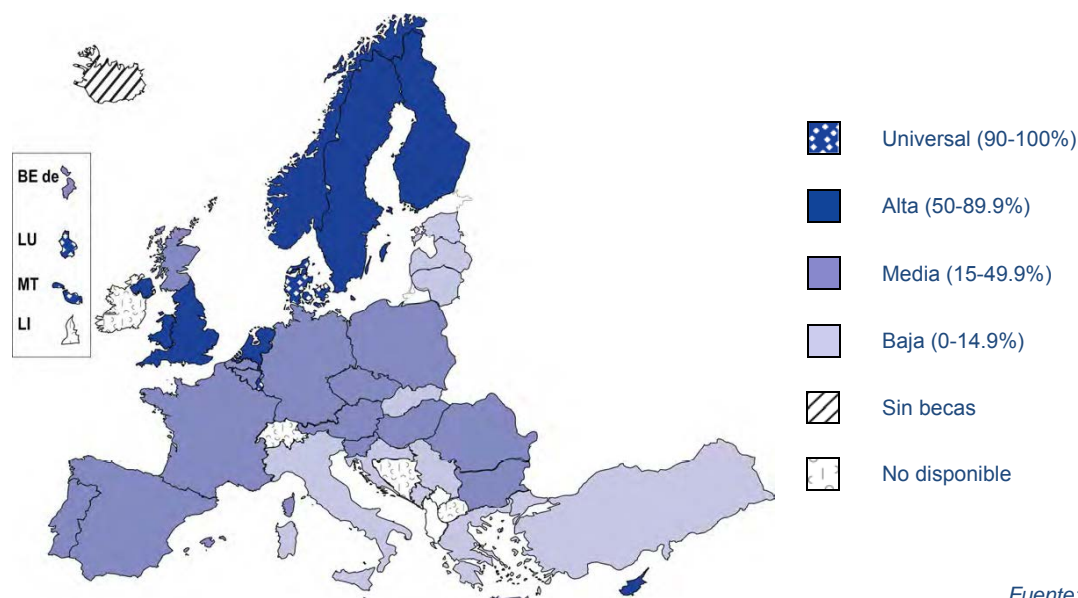 BE de
LU
MT
LI
Universal (90-100%)
Alta (50-89.9%)
Media (15-49.9%)
Baja (0-14.9%)
Sin becas
No disponible
Fuente: